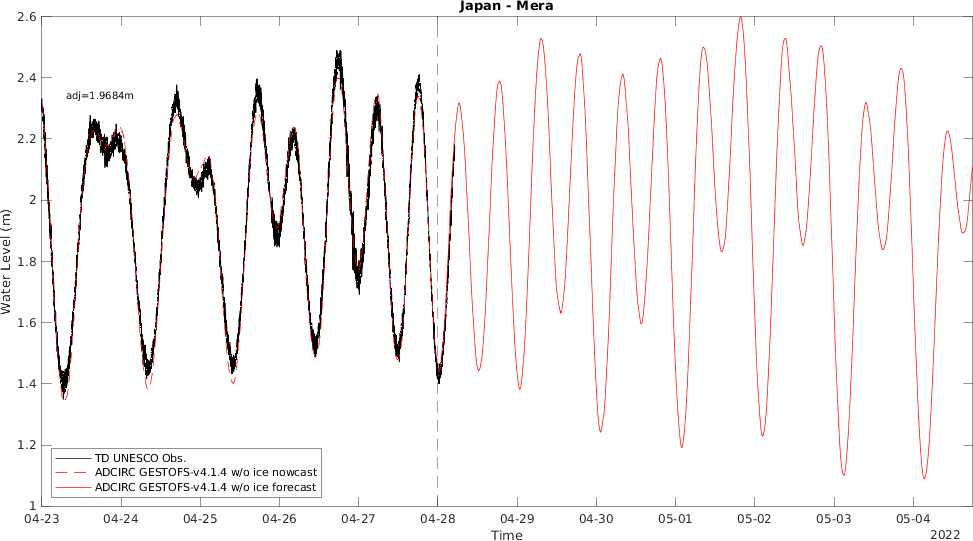 Japan - Mera
2.6
2.4
2.2
2
1.8
1.6
1.4
1.2
1
Water Level (m)
adj=1.9684m
TD UNESCO Obs.
ADCIRC GESTOFS-v4.1.4 w/o ice nowcast
ADCIRC GESTOFS-v4.1.4 w/o ice forecast
04-23 04-24 04-25 04-26 04-27 04-28 04-29 04-30 05-01 05-02 05-03 05-04
Time
2022